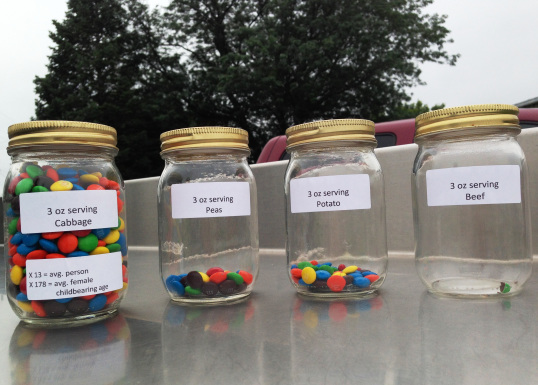 3 oz serving
Cabbage
X 13 = avg. person
X 178 = avg. female
childbearing age
3 oz serving
Peas
3 oz serving
Potato
3 oz serving
Beef